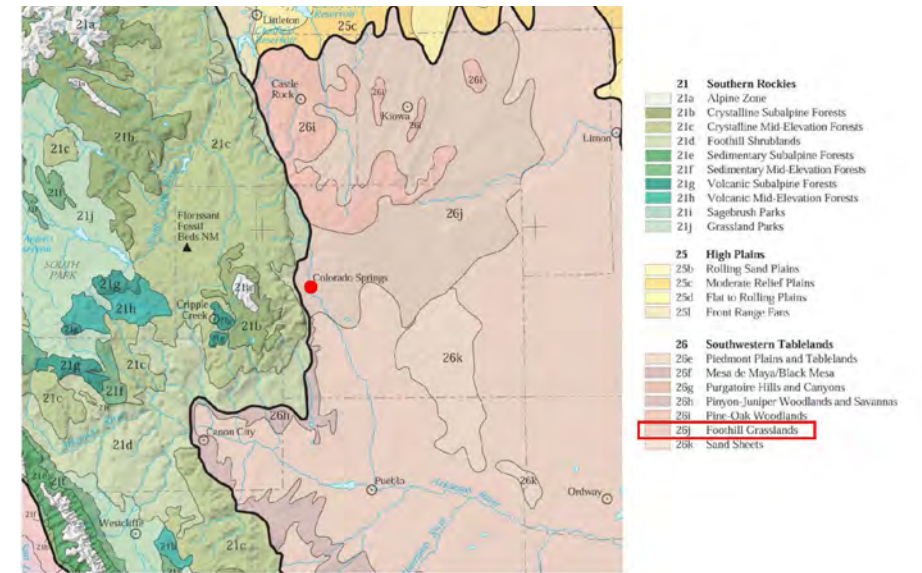 21a
Littleton
Reservoir
25c
Castle
Rock
26i
26i
Kiowa
26i
26i
Limon
21b
21c
21c
21f
21j
Florissant
Fossil
Beds NM
SOUTH
PARK
26j
Colorado Springs
21g
21h
Cripple
Creek
21b
26k
21g
21c
21f
21c
26h
Canon City
21d
Pueblo
Arkansas River
26k
Ordway
Westcliffe
21f
21h
21c
21 Southern Rockies
21a Alpine Zone
21b Crystalline Subalpine Forests
21c Crystalline Mid-Elevation Forests
21d Foothill Shrublands
21e Sedimentary Subalpine Forests
21f Sedimentary Mid-Elevation Forests
21g Volcanic Subalpine Forests
21h Volcanic Mid-Elevation Forests
21i Sagebrush Parks
21j Grassland Parks
25 High Plains
25b Rolling Sand Plains
25c Moderate Relief Plains
25d Flat to Rolling Plains
25l Front Range Fans
26 Southwestern Tablelands
26e Piedmont Plains and Tablelands
26f Mesa de Maya/Black Mesa
26g Purgatoire Hills and Canyons
26h Pinyon-Juniper Woodlands and Savannas
26i Pine-Oak Woodlands
26j Foothill Grasslands
26k Sand Sheets